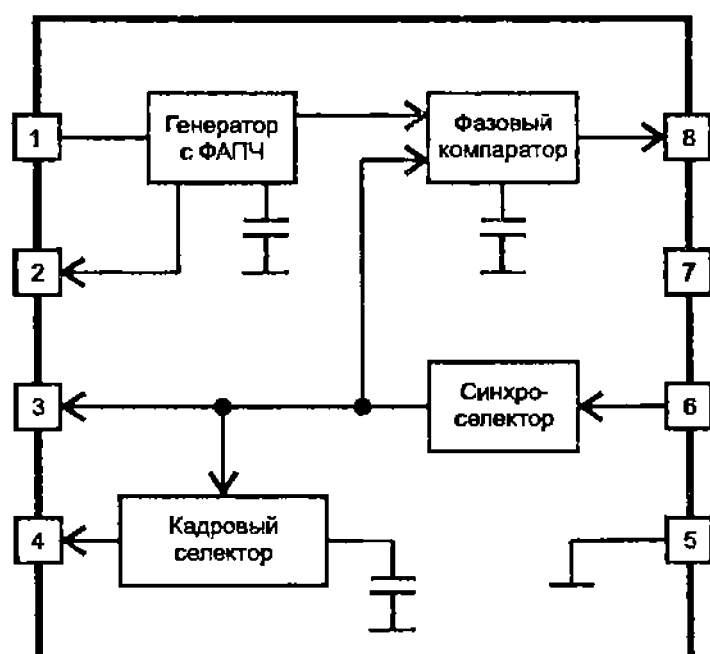 1
Генератор
с ФАПЧ
Фазовый
компаратор
8
2
7
3
Синхро-
селектор
6
4
Кадровый
селектор
5